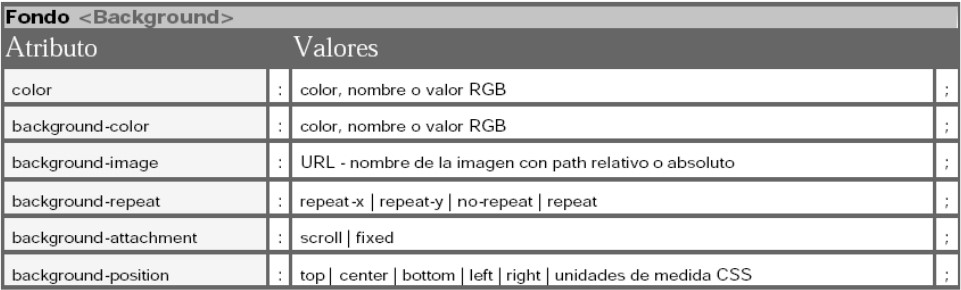 Fondo <Background>
Atributo Valores
color : color, nombre o valor RGB ;
background-color : color, nombre o valor RGB ;
background-image : URL - nombre de la imagen con path relativo o absoluto ;
background-repeat : repeat-x | repeat-y | no-repeat | repeat ;
background-attachment : scroll | fixed ;
background-position : top | center | bottom | left | right | unidades de medida CSS ;